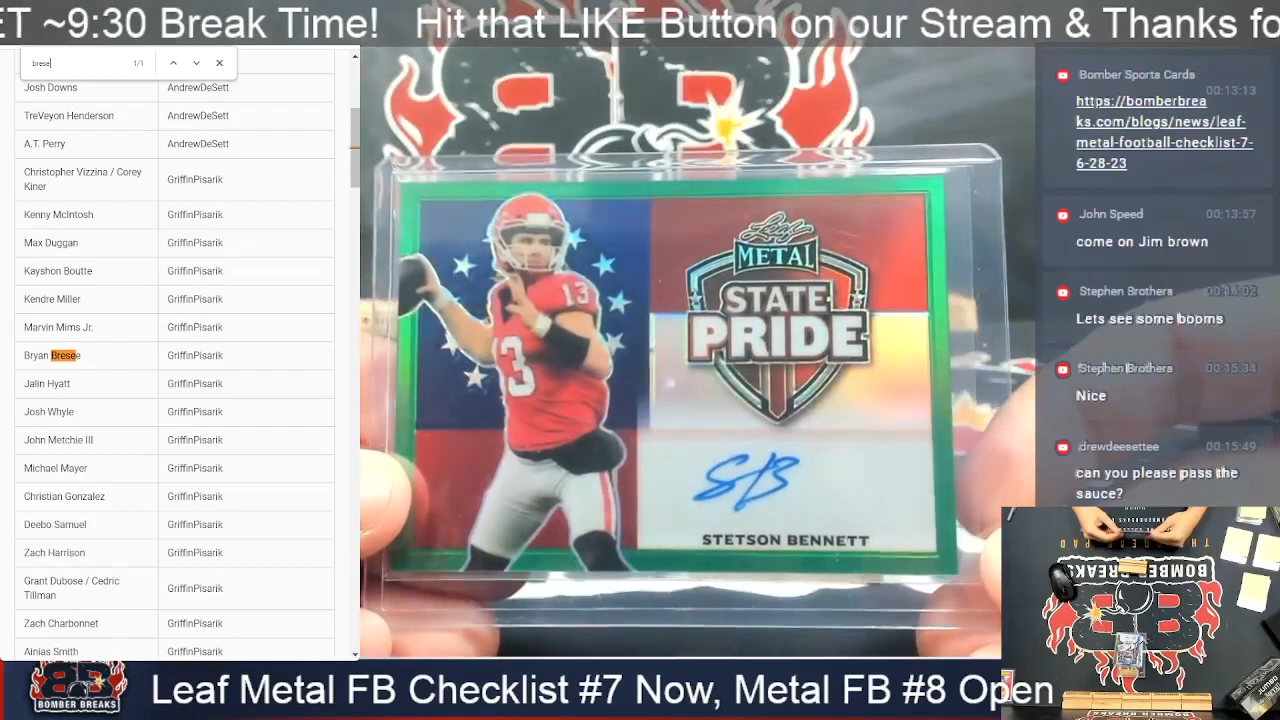 ET ~9:30 Break Time!   Hit that LIKE Button on our Stream & Thanks fo
brese 1/1
Josh Downs AndrewDeSett
TreVeyon Henderson AndrewDeSett
A.T. Perry AndrewDeSett
Christopher Vizzina / Corey
Kiner GriffinPisarik
Kenny McIntosh GriffinPisarik
Max Duggan GriffinPisarik
Kayshon Boutte GriffinPisarik
Kendre Miller GriffinPisarik
Marvin Mims Jr. GriffinPisarik
Bryan Bresee GriffinPisarik
Jalin Hyatt GriffinPisarik
Josh Whyle GriffinPisarik
John Metchie III GriffinPisarik
Michael Mayer GriffinPisarik
Christian Gonzalez GriffinPisarik
Deebo Samuel GriffinPisarik
Zach Harrison GriffinPisarik
Grant Dubose / Cedric
Tillman GriffinPisarik
Zach Charbonnet GriffinPisarik
Ainias Smith GriffinPisarik
13
13
Leaf
METAL
STATE
PRIDE
SB
STETSON BENNETT
Bomber Sports Cards 00:13:13
https://bomberbrea
ks.com/blogs/news/leaf-
metal-football-checklist-7-
6-28-23
John Speed 00:13:57
come on Jim brown
Stephen Brothers 00:14:02
Lets see some booms
Stephen Brothers 00:15:34
Nice
drewdeesettee 00:15:49
can you please pass the
sauce?
BOMBER BREAKS
JUMBO
BOMBER BREAKS
Leaf Metal FB Checklist #7 Now, Metal FB #8 Open